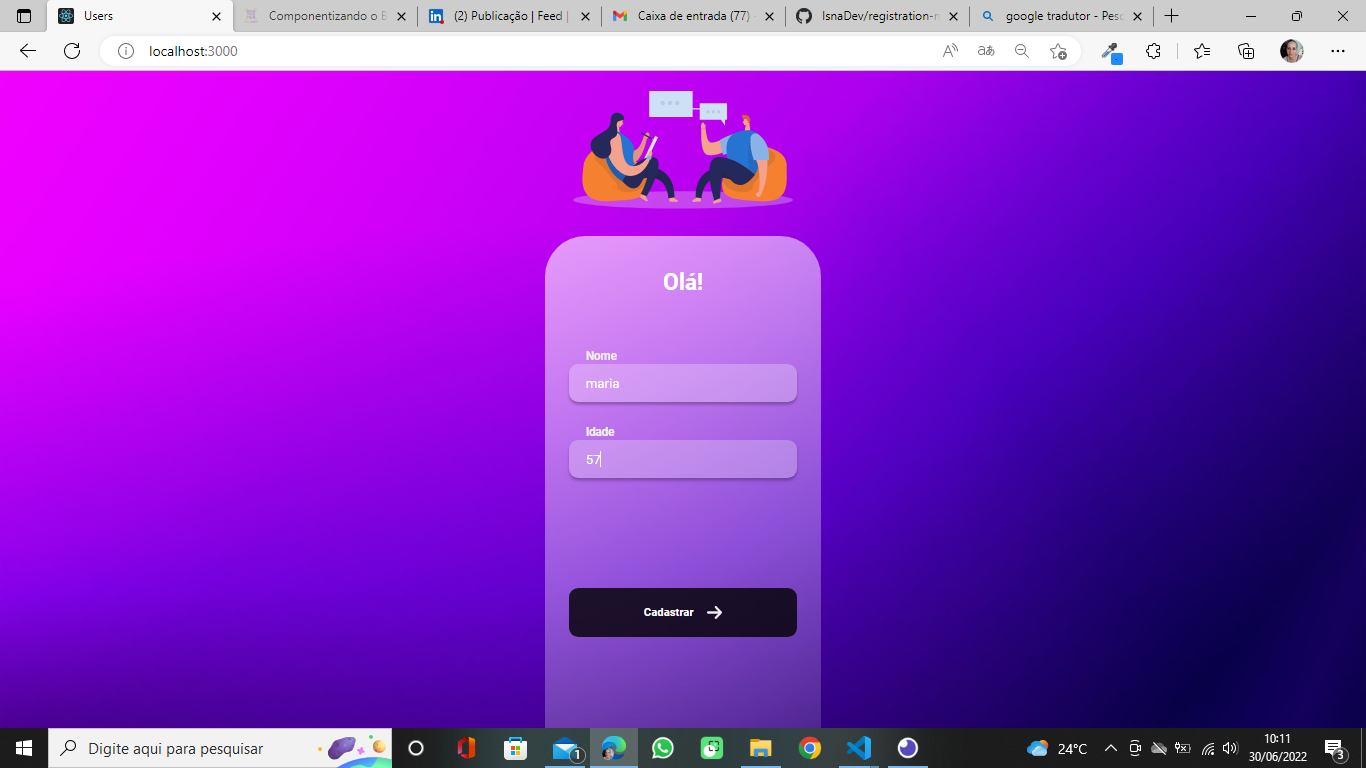 Users
Componentizando o B
(2) Publicação | Feed |
Caixa de entrada (77)
IsnaDev/registration-n
google tradutor - Pesq
localhost:3000
Olá!
Nome
maria
Idade
57
Cadastrar
Digite aqui para pesquisar
1
24°C
10:11
30/06/2022
3